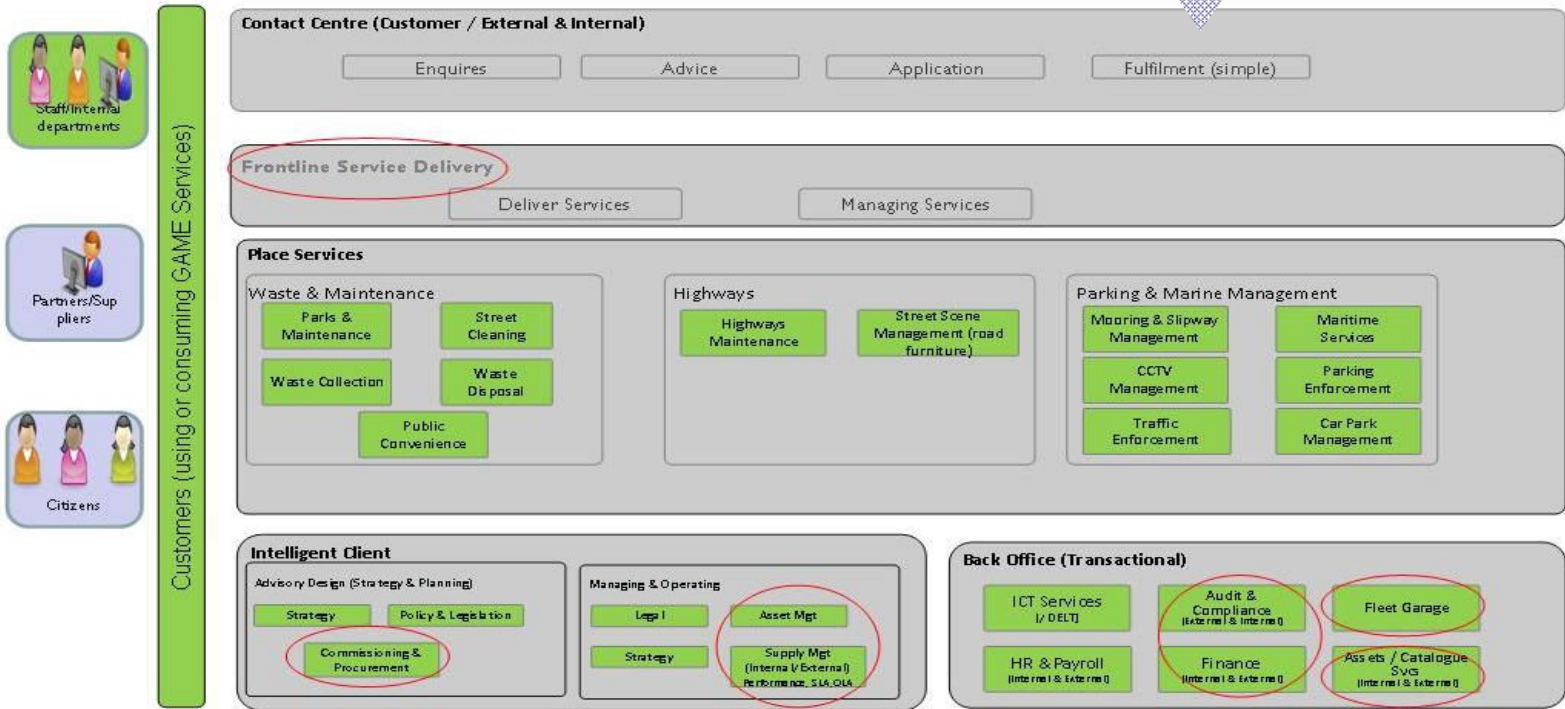 Contact Centre (Customer / External & Internal)
Enquires
Advice
Application
Fulfilment (simple)
Staff/Internal
departments
Customers (using or consuming GAME Services)
Frontline Service Delivery
Deliver Services
Managing Services
Partners/Sup
pliers
Citizens
Place Services
Waste & Maintenance
Parks &
Maintenance
Street
Cleaning
Waste Collection
Waste
Disposal
Public
Convenience
Highways
Highways
Maintenance
Street Scene
Management (road
furniture)
Parking & Marine Management
Mooring & Slipway
Management
Maritime
Services
CCTV
Management
Parking
Enforcement
Traffic
Enforcement
Car Park
Management
Intelligent Client
Advisory Design (Strategy & Planning)
Strategy
Policy & Legislation
Commissioning &
Procurement
Managing & Operating
Legal
Asset Mgt
Strategy
Supply Mgt
(Internal/External)
Performance, SLA,OLA
Back Office (Transactional)
ICT Services
(/ DELT)
Audit &
Compliance
(External & Internal)
Fleet Garage
HR & Payroll
(Internal & External)
Finance
(Internal & External)
Assets / Catalogue
Svcs
(Internal & External)